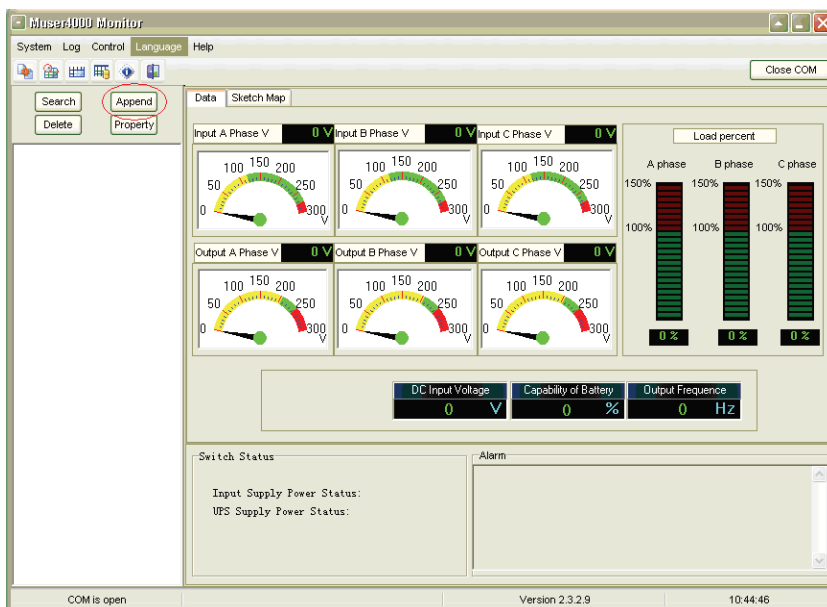 Muser4000 Monitor
System Log Control Language Help
Close COM
Search Append
Delete Property
Data Sketch Map
Input A Phase V 0 V Input B Phase V 0 V Input C Phase V 0 V
0 50 100 150 200 250 300 V
0 50 100 150 200 250 300 V
0 50 100 150 200 250 300 V
Output A Phase V 0 V Output B Phase V 0 V Output C Phase V 0 V
0 50 100 150 200 250 300 V
0 50 100 150 200 250 300 V
0 50 100 150 200 250 300 V
Load percent
A phase B phase C phase
150% 150% 150%
100% 100% 100%
0 % 0 % 0 %
DC Input Voltage Capability of Battery Output Frequence
0 V 0 % 0 Hz
Switch Status
Input Supply Power Status:
UPS Supply Power Status:
Alarm
COM is open Version 2.3.2.9 10:44:46